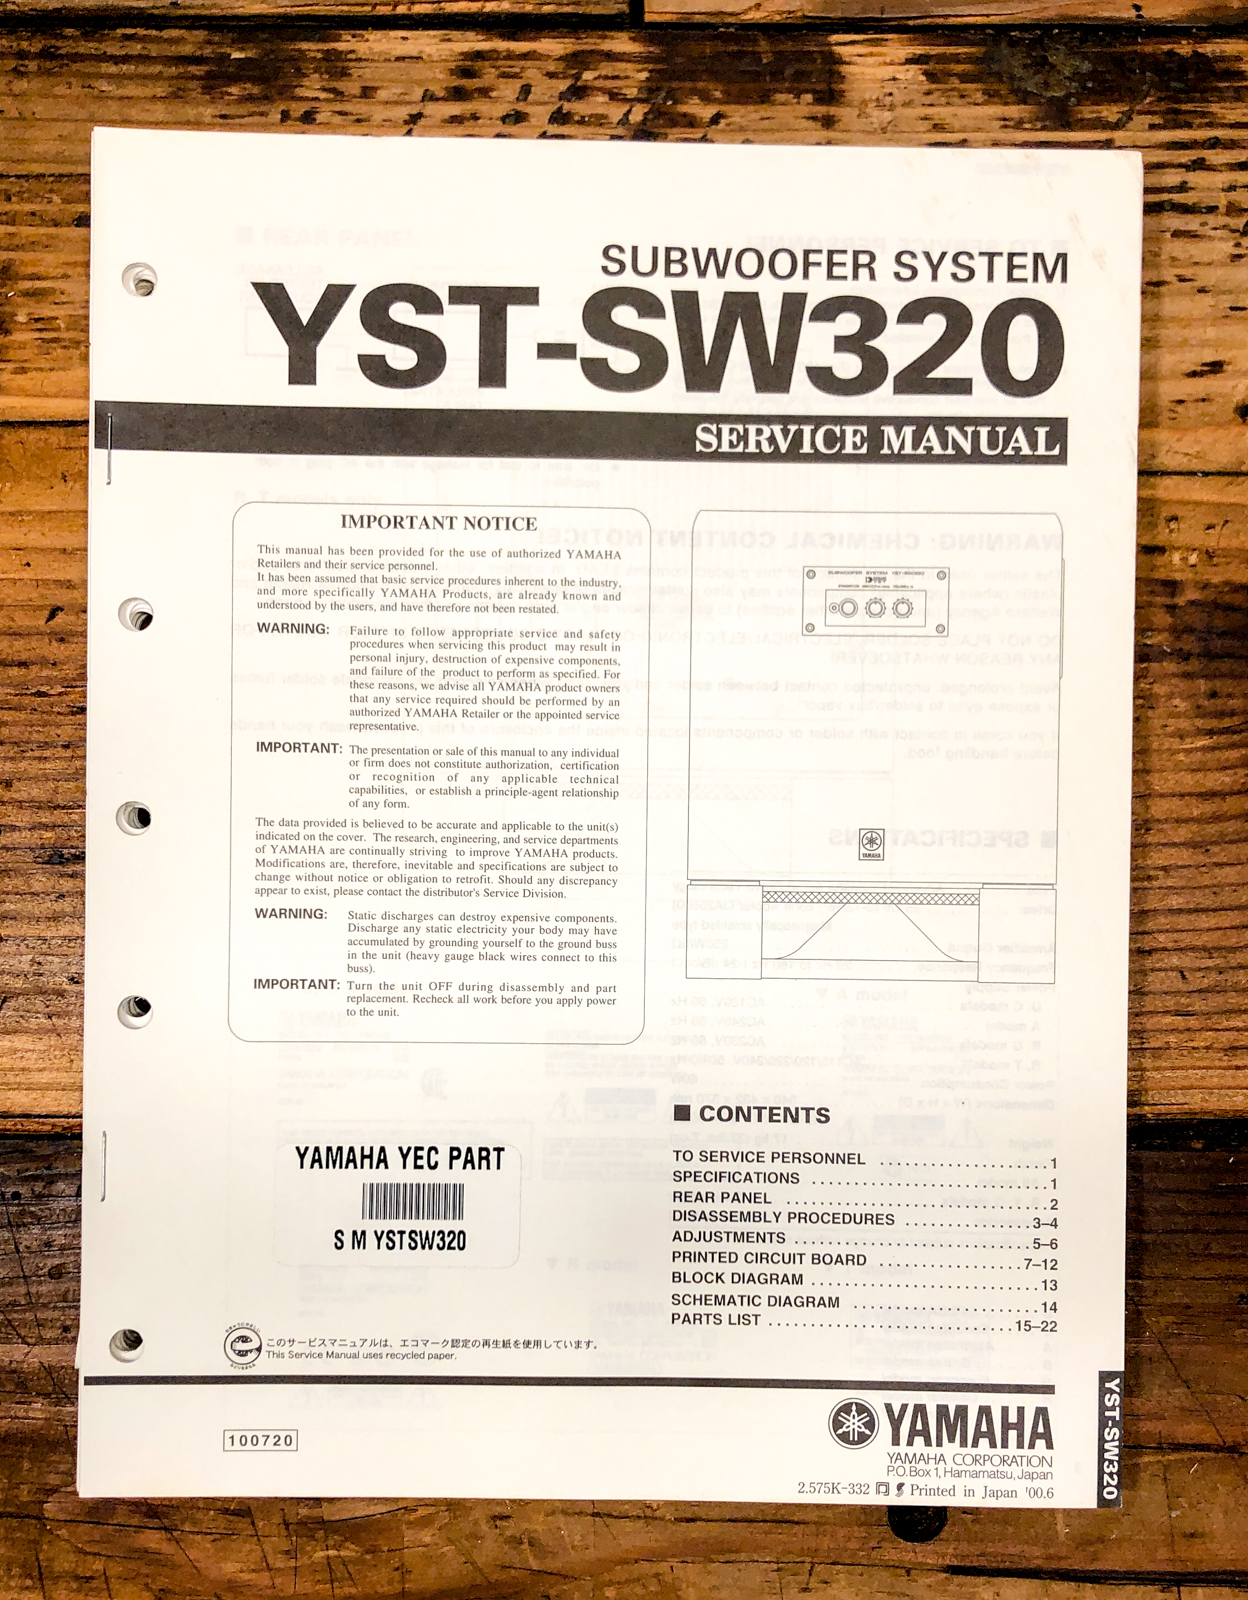 SUBWOOFER SYSTEM
YST-SW320
SERVICE MANUAL
IMPORTANT NOTICE
This manual has been provided for the use of authorized YAMAHA
Retailers and their service personnel.
It has been assumed that basic service procedures inherent to the industry,
and more specifically YAMAHA Products, are already known and
understood by the users, and have therefore not been restated.
WARNING: Failure to follow appropriate service and safety
procedures when servicing this product may result in
personal injury, destruction of expensive components,
and failure of the product to perform as specified. For
these reasons, we advise all YAMAHA product owners
that any service required should be performed by an
authorized YAMAHA Retailer or the appointed service
representative.
IMPORTANT: The presentation or sale of this manual to any individual
or firm does not constitute authorization, certification
or recognition of any applicable technical
capabilities, or establish a principle-agent relationship
of any form.
The data provided is believed to be accurate and applicable to the unit(s)
indicated on the cover. The research, engineering, and service departments
of YAMAHA are continually striving to improve YAMAHA products.
Modifications are, therefore, inevitable and specifications are subject to
change without notice or obligation to retrofit. Should any discrepancy
appear to exist, please contact the distributor's Service Division.
WARNING: Static discharges can destroy expensive components.
Discharge any static electricity your body may have
accumulated by grounding yourself to the ground buss
in the unit (heavy gauge black wires connect to this
buss).
IMPORTANT: Turn the unit OFF during disassembly and part
replacement. Recheck all work before you apply power
to the unit.
SUBWOOFER SYSTEM YST-SW320
YAMAHA
■ CONTENTS
TO SERVICE PERSONNEL ....................1
SPECIFICATIONS ............................1
REAR PANEL ...............................2
DISASSEMBLY PROCEDURES ...............3–4
ADJUSTMENTS ............................5–6
PRINTED CIRCUIT BOARD .................7–12
BLOCK DIAGRAM ...........................13
SCHEMATIC DIAGRAM ......................14
PARTS LIST .............................15–22
YAMAHA YEC PART
S M YSTSW320
このサービスマニュアルは、エコマーク認定の再生紙を使用しています。
This Service Manual uses recycled paper.
100720
YAMAHA
YAMAHA CORPORATION
P.O.Box 1, Hamamatsu, Japan
2.575K-332 Printed in Japan '00.6
YST-SW320